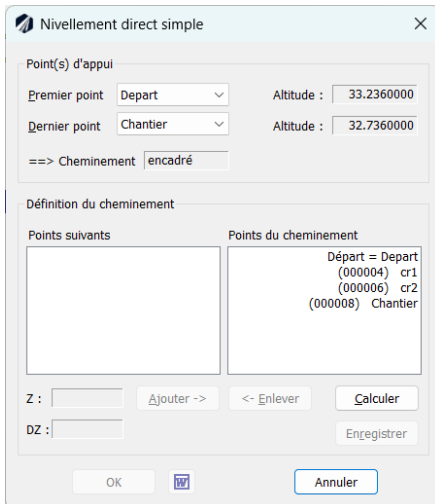 Nivellement direct simple
Point(s) d'appui
Premier point Depart Altitude : 33.2360000
Dernier point Chantier Altitude : 32.7360000
==> Cheminement encadré
Définition du cheminement
Points suivants Points du cheminement
Départ = Depart
(000004) cr1
(000006) cr2
(000008) Chantier
Z : Ajouter -> <- Enlever Calculer
DZ : Enregistrer
OK W Annuler